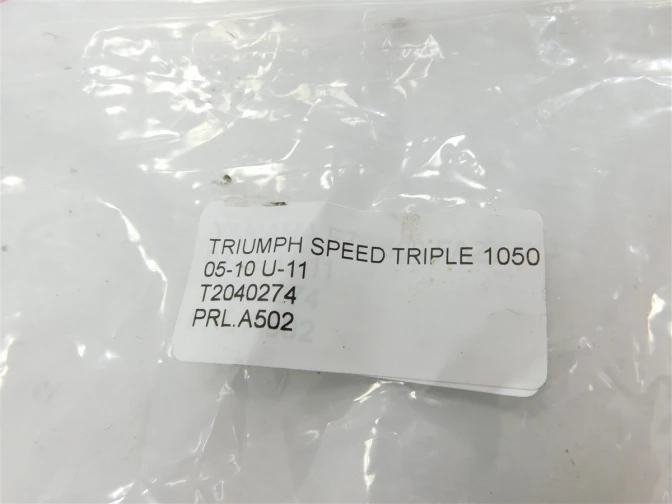 TRIUMPH SPEED TRIPLE 1050
05-10 U-11
T2040274
PRL.A502